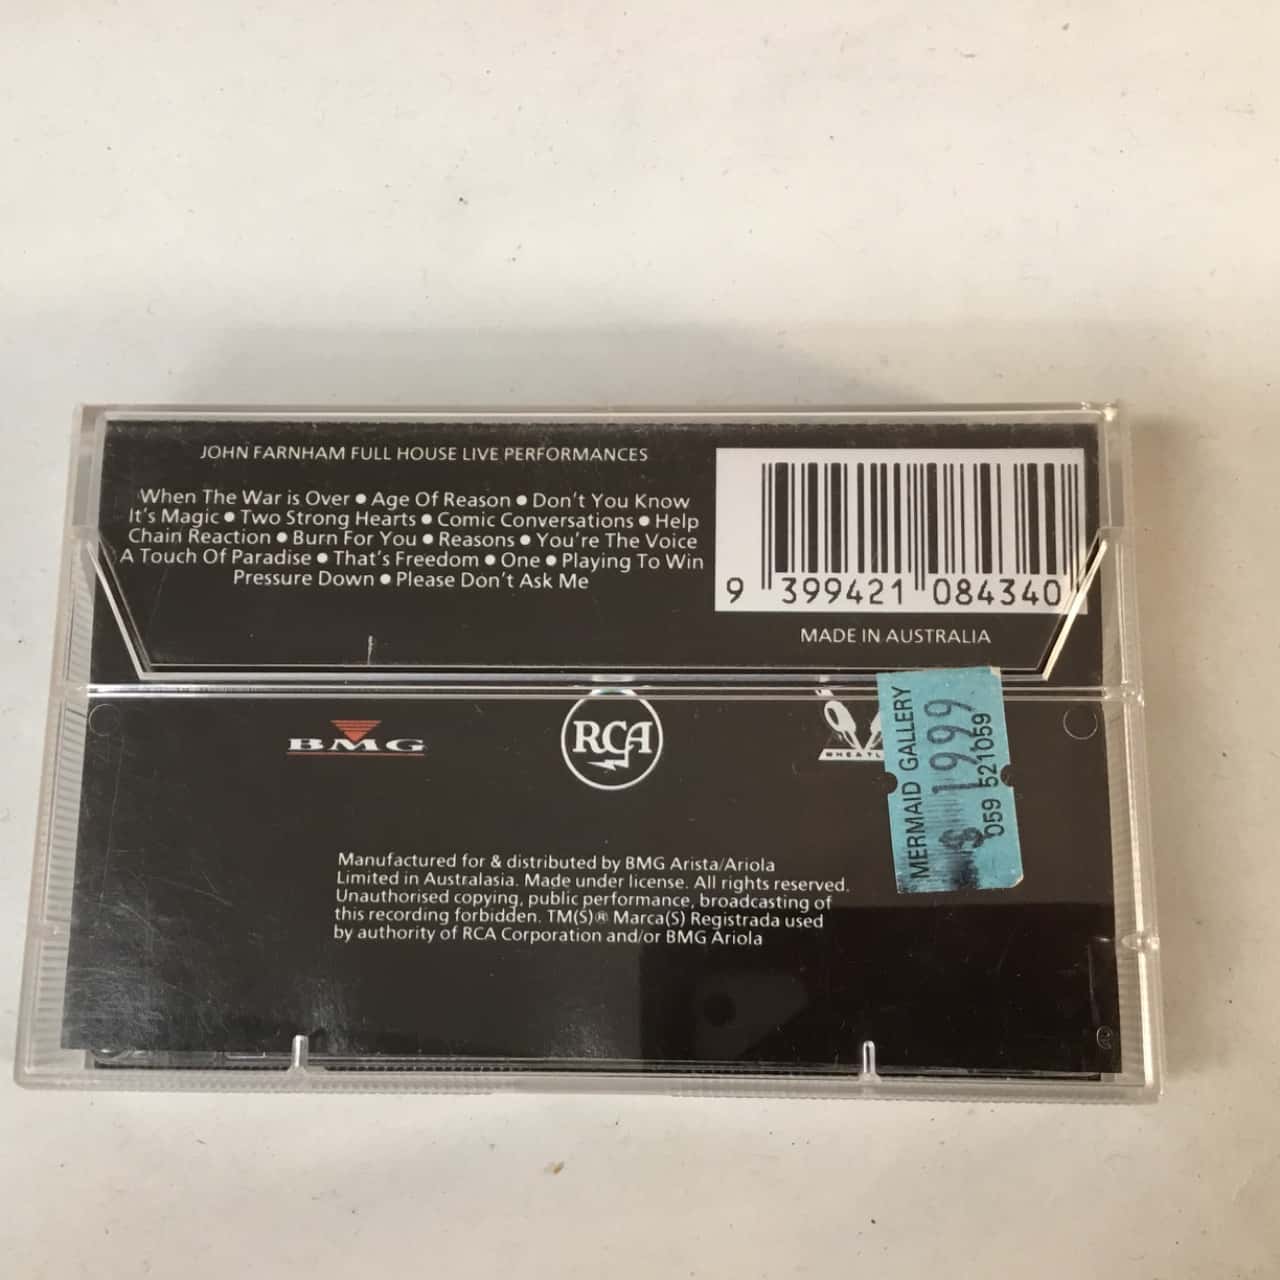 JOHN FARNHAM FULL HOUSE LIVE PERFORMANCES
When The War is Over ● Age Of Reason ● Don't You Know
It's Magic ● Two Strong Hearts ● Comic Conversations ● Help
Chain Reaction ● Burn For You ● Reasons ● You're The Voice
A Touch Of Paradise ● That's Freedom ● One ● Playing To Win
Pressure Down ● Please Don't Ask Me
9 399421 084340
MADE IN AUSTRALIA
BMG
RCA
MERMAID GALLERY
$ 1999
059 521059
Manufactured for & distributed by BMG Arista/Ariola
Limited in Australasia. Made under license. All rights reserved.
Unauthorised copying, public performance, broadcasting of
this recording forbidden. TM(S)® Marca(S) Registrada used
by authority of RCA Corporation and/or BMG Ariola